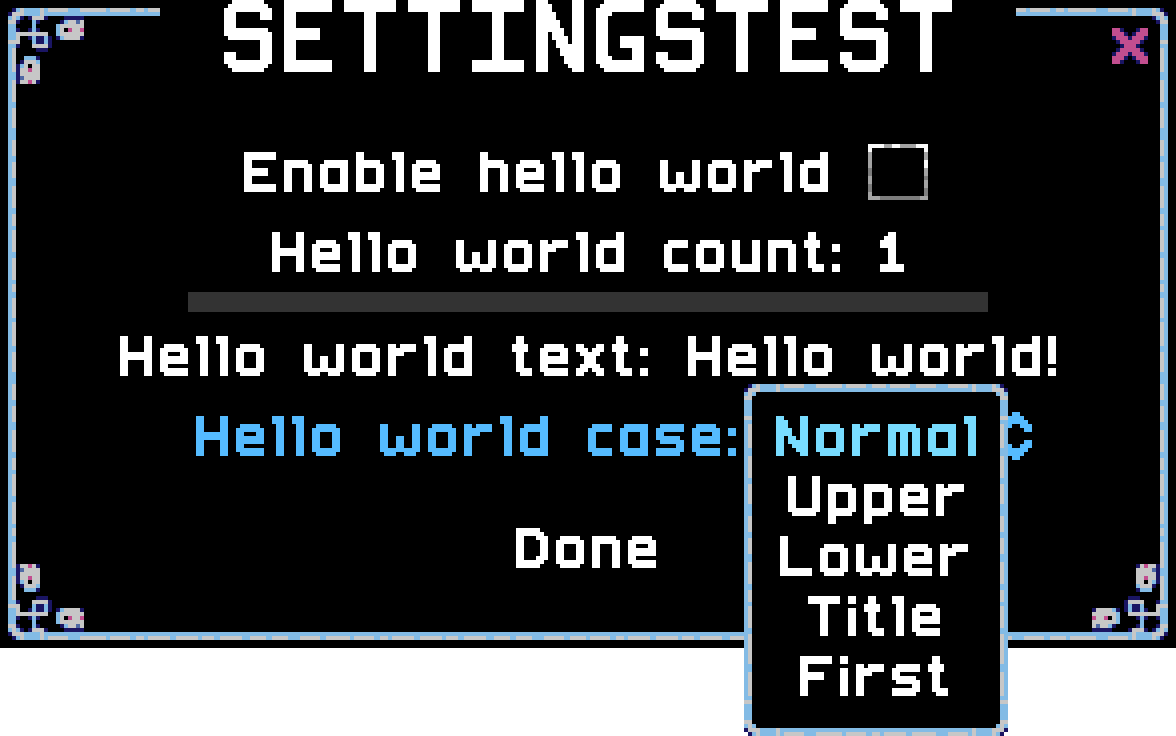 SETTINGSTEST
Enable hello world
Hello world count: 1
Hello world text: Hello world!
Hello world case: Normal
Upper
Done
Lower
Title
First